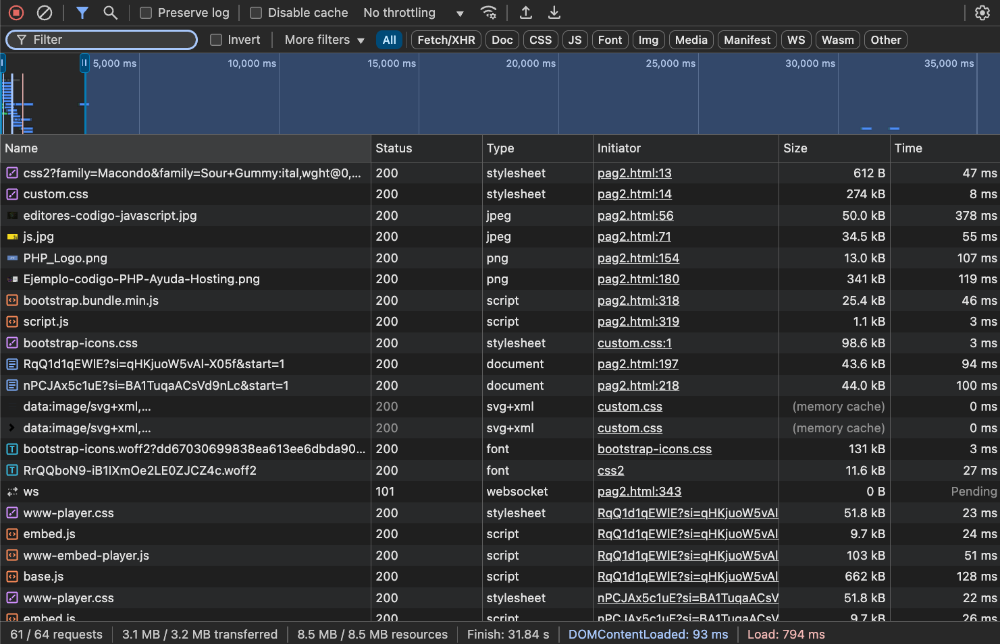 Preserve log Disable cache No throttling
Filter Invert More filters All Fetch/XHR Doc CSS JS Font Img Media Manifest WS Wasm Other
5,000 ms 10,000 ms 15,000 ms 20,000 ms 25,000 ms 30,000 ms 35,000 ms
Name Status Type Initiator Size Time
css2?family=Macondo&family=Sour+Gummy:ital,wght@0,... 200 stylesheet pag2.html:13 612 B 47 ms
custom.css 200 stylesheet pag2.html:14 274 kB 8 ms
editores-codigo-javascript.jpg 200 jpeg pag2.html:56 50.0 kB 378 ms
js.jpg 200 jpeg pag2.html:71 34.5 kB 55 ms
PHP_Logo.png 200 png pag2.html:154 13.0 kB 107 ms
Ejemplo-codigo-PHP-Ayuda-Hosting.png 200 png pag2.html:180 341 kB 119 ms
bootstrap.bundle.min.js 200 script pag2.html:318 25.4 kB 46 ms
script.js 200 script pag2.html:319 1.1 kB 3 ms
bootstrap-icons.css 200 stylesheet custom.css:1 98.6 kB 3 ms
RqQ1d1qEWlE?si=qHKjuoW5vAl-X05f&start=1 200 document pag2.html:197 43.6 kB 94 ms
nPCJAx5c1uE?si=BA1TuqaACsVd9nLc&start=1 200 document pag2.html:218 44.0 kB 100 ms
data:image/svg+xml,... 200 svg+xml custom.css (memory cache) 0 ms
data:image/svg+xml,... 200 svg+xml custom.css (memory cache) 0 ms
bootstrap-icons.woff2?dd67030699838ea613ee6dbda90... 200 font bootstrap-icons.css 131 kB 3 ms
RrQQboN9-iB1IXmOe2LE0ZJCZ4c.woff2 200 font css2 11.6 kB 27 ms
ws 101 websocket pag2.html:343 0 B Pending
www-player.css 200 stylesheet RqQ1d1qEWlE?si=qHKjuoW5vAl 51.8 kB 23 ms
embed.js 200 script RqQ1d1qEWlE?si=qHKjuoW5vAl 9.7 kB 24 ms
www-embed-player.js 200 script RqQ1d1qEWlE?si=qHKjuoW5vAl 103 kB 51 ms
base.js 200 script RqQ1d1qEWlE?si=qHKjuoW5vAl 662 kB 128 ms
www-player.css 200 stylesheet nPCJAx5c1uE?si=BA1TuqaACsV 51.8 kB 22 ms
embed.js 200 script nPCJAx5c1uE?si=BA1TuqaACsV 9.7 kB 26 ms
61 / 64 requests 3.1 MB / 3.2 MB transferred 8.5 MB / 8.5 MB resources Finish: 31.84 s DOMContentLoaded: 93 ms Load: 794 ms